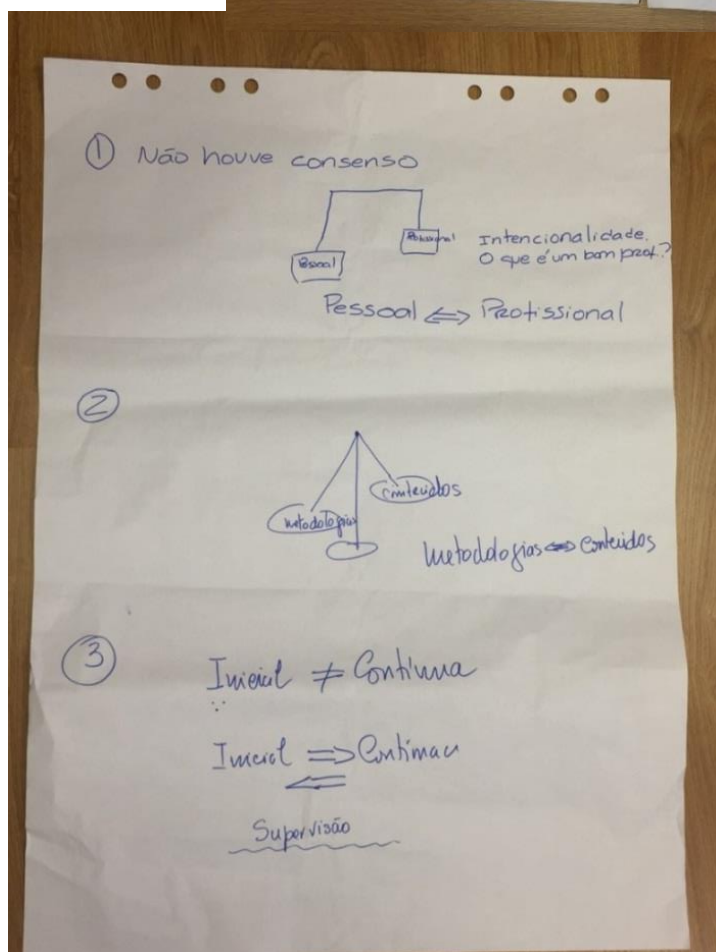 ① Não houve consenso
Pessoal
Intencionalidade.
O que é um bom prof.?
Pessoal ⇔ Profissional
②
conteúdos
metodologias
Metodologias ⇔ Conteúdos
③
Inicial ≠ Contínua
Inicial ⇒ Contínua
⇐
Supervisão